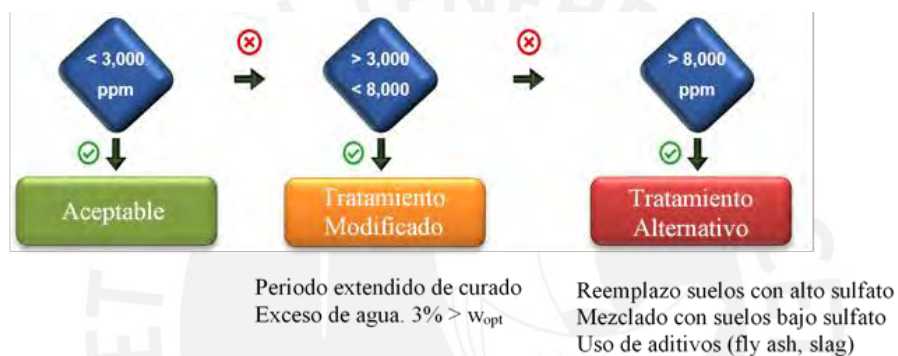 < 3,000
ppm
> 3,000
< 8,000
> 8,000
ppm
Aceptable
Tratamiento
Modificado
Tratamiento
Alternativo
Periodo extendido de curado
Exceso de agua. 3% > wopt
Reemplazo suelos con alto sulfato
Mezclado con suelos bajo sulfato
Uso de aditivos (fly ash, slag)